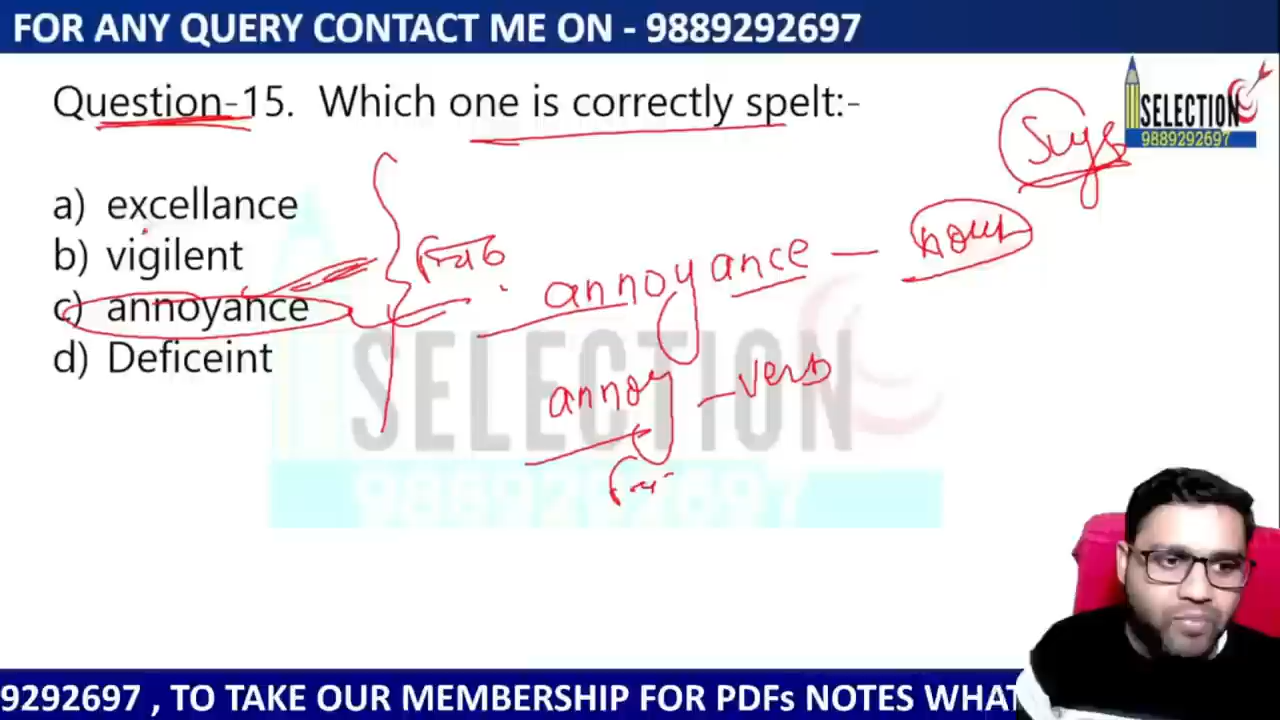 FOR ANY QUERY CONTACT ME ON - 9889292697
Question-15. Which one is correctly spelt:-
SELECTION
9889292697
a) excellance
b) vigilent
c) annoyance
d) Deficeint
annoyance - noun
annoy - verb
SELECTION
9889292697
9292697 , TO TAKE OUR MEMBERSHIP FOR PDFs NOTES WHAT